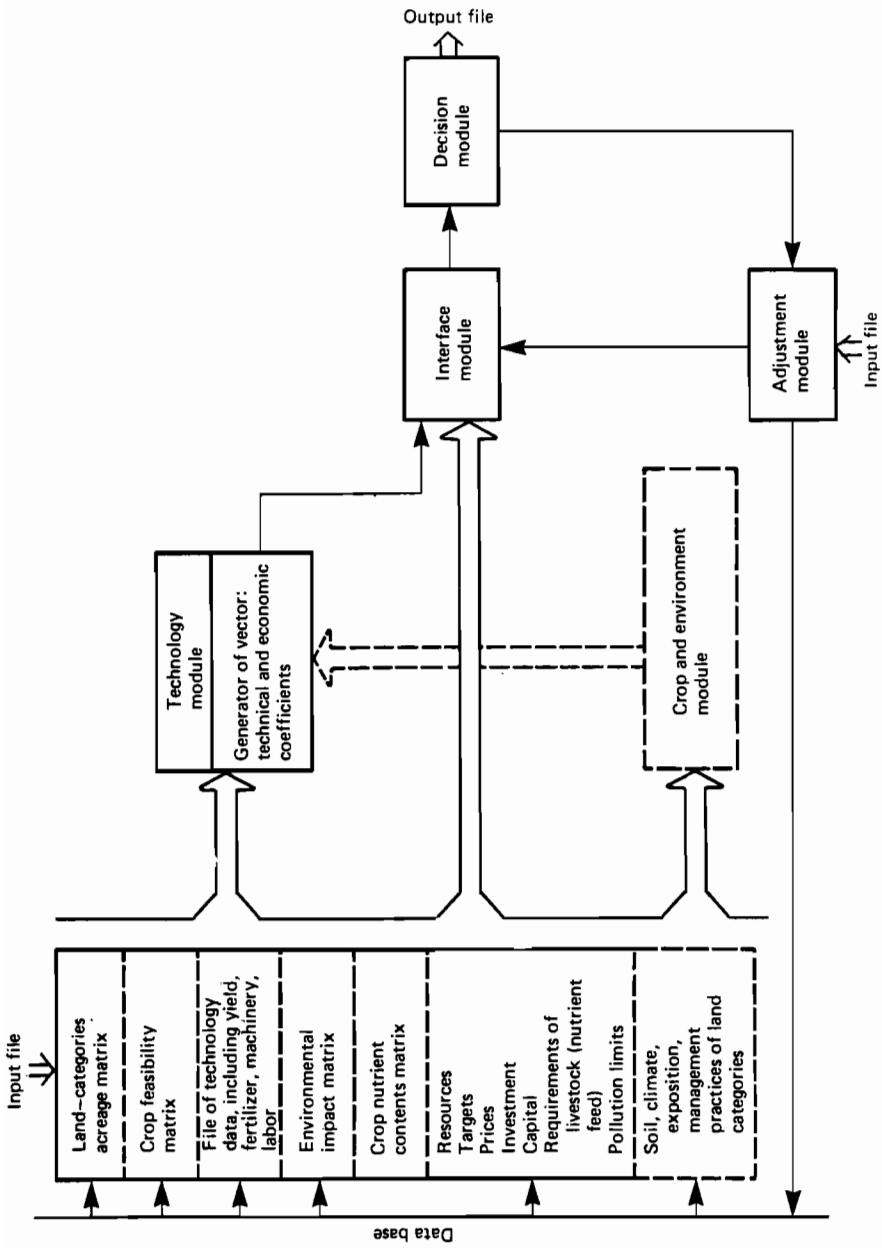 Input file
Land-categories
acreage matrix
Crop feasibility
matrix
File of technology
data, including yield,
fertilizer, machinery,
labor
Environmental
impact matrix
Crop nutrient
contents matrix
Resources
Targets
Prices
Investment
Capital
Requirements of
livestock (nutrient
feed)
Pollution limits
Soil, climate,
exposition,
management
practices of land
categories
Data base
Technology
module
Generator of vector:
technical and economic
coefficients
Crop and environment
module
Interface
module
Adjustment
module
Input file
Decision
module
Output file